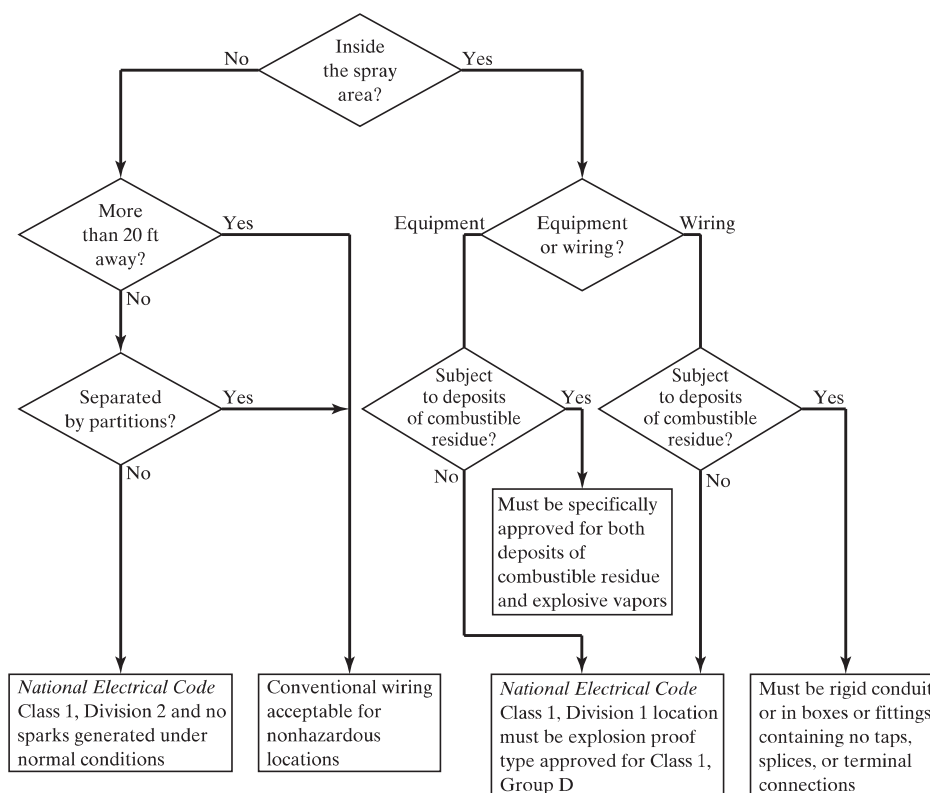 Inside
the spray
area?
No
Yes
More
than 20 ft
away?
Yes
No
Equipment
Equipment
or wiring?
Wiring
Separated
by partitions?
Yes
No
Subject
to deposits
of combustible
residue?
Yes
No
Subject
to deposits
of combustible
residue?
Yes
No
Must be specifically
approved for both
deposits of
combustible residue
and explosive vapors
National Electrical Code
Class 1, Division 2 and no
sparks generated under
normal conditions
Conventional wiring
acceptable for
nonhazardous
locations
National Electrical Code
Class 1, Division 1 location
must be explosion proof
type approved for Class 1,
Group D
Must be rigid conduit
or in boxes or fittings
containing no taps,
splices, or terminal
connections